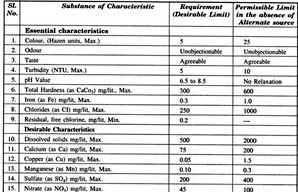 Sl. No. Substance of Characteristic Requirement (Desirable Limit) Permissible Limit in the absence of Alternate source
Essential characteristics
1. Colour, (Hazen units, Max.) 5 25
2. Odour Unobjectionable Unobjectionable
3. Taste Agreeable Agreeable
4. Turbidity (NTU, Max.) 5 10
5. pH Value 6.5 to 8.5 No Relaxation
6. Total Hardness (as CaCo₃) mg/lit., Max. 300 600
7. Iron (as Fe) mg/lit, Max. 0.3 1.0
8. Chlorides (as Cl) mg/lit, Max. 250 1000
9. Residual, free chlorine, mg/lit, Min. 0.2 —
Desirable Characteristics
10. Dissolved solids mg/lit, Max. 500 2000
11. Calcium (as Ca) mg/lit, Max. 75 200
12. Copper (as Cu) mg/lit, Max. 0.05 1.5
13. Manganese (as Mn) mg/lit, Max. 0.10 0.3
14. Sulfate (as SO₄) mg/lit, Max. 200 400
15. Nitrate (as NO₃) mg/lit, Max. 45 100